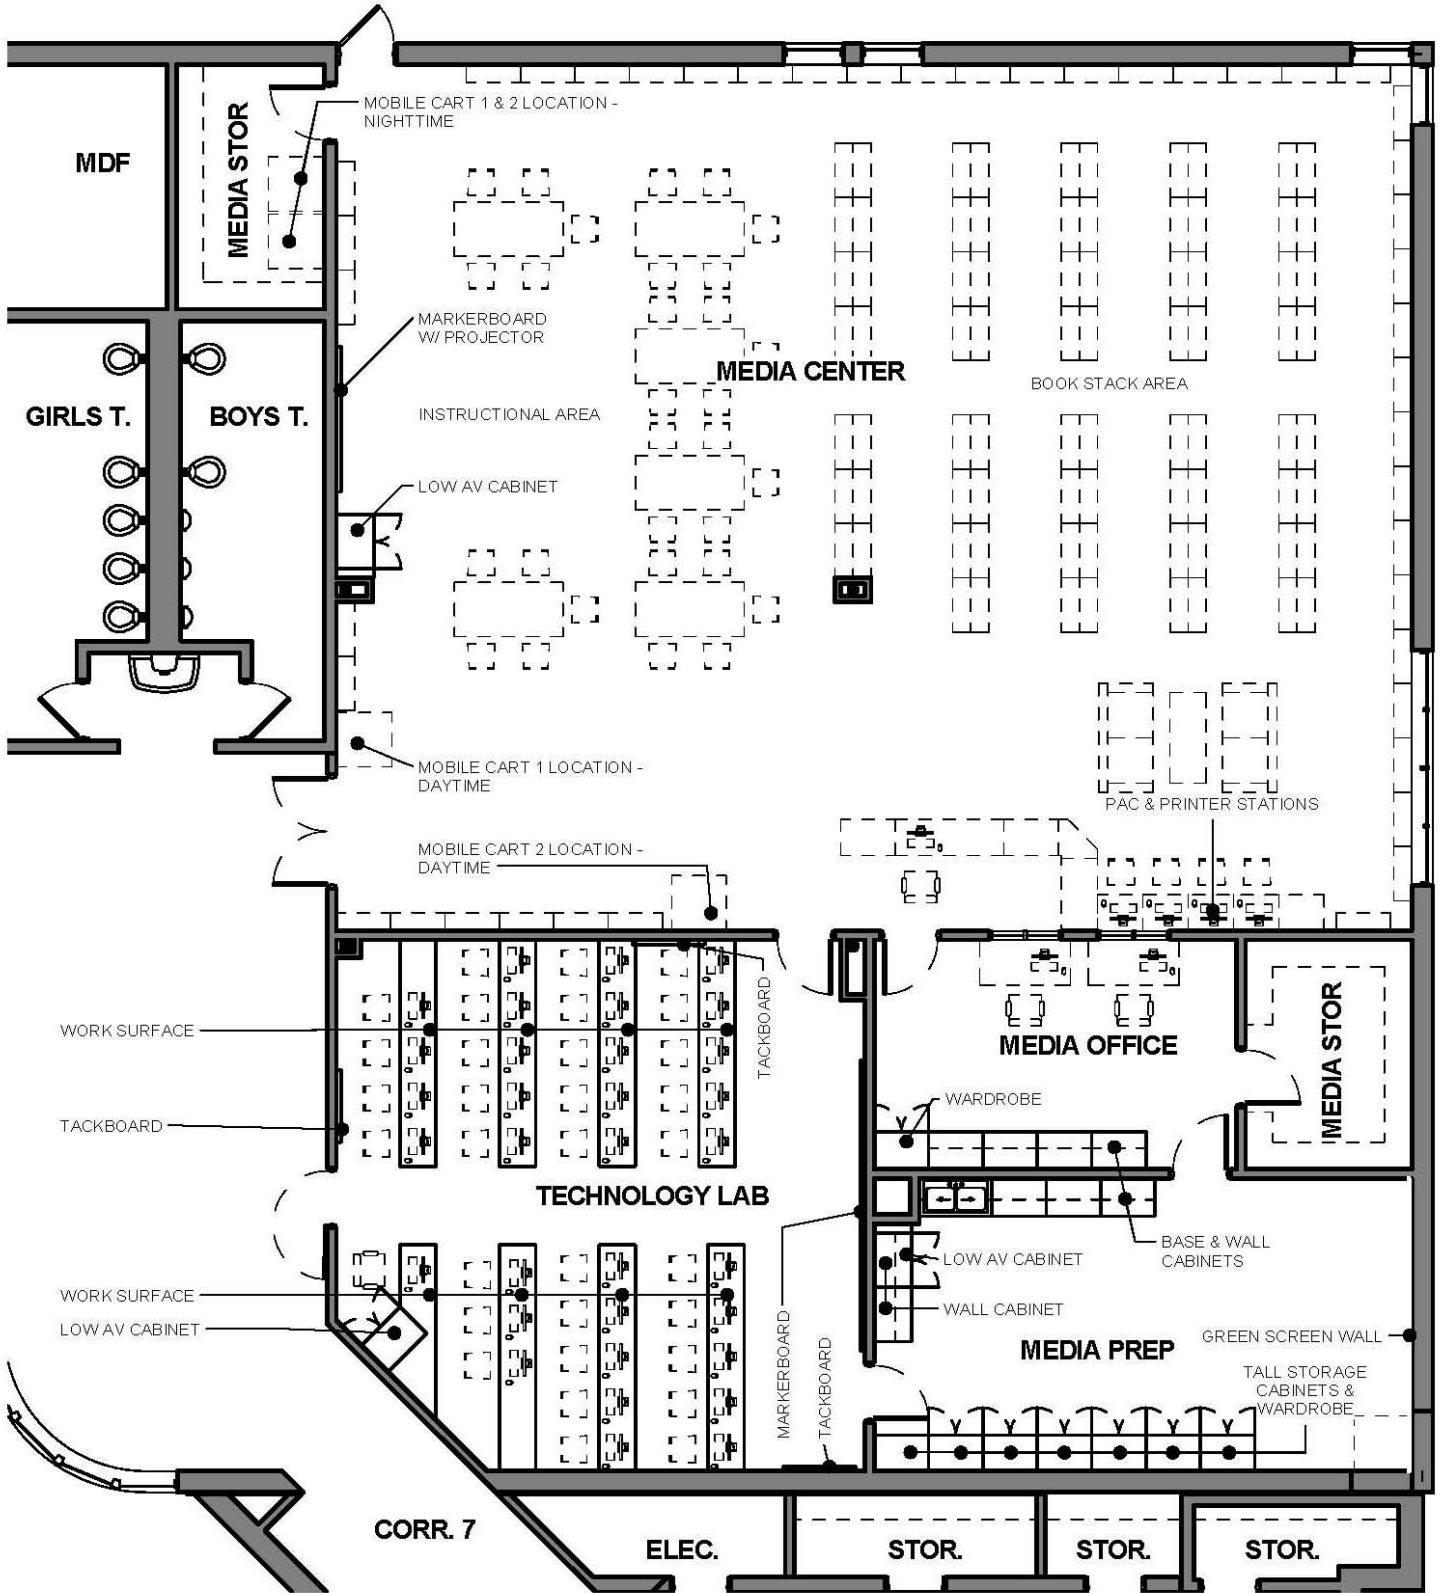 MOBILE CART 1 & 2 LOCATION -
NIGHTTIME
MDF
MEDIA STOR
MARKERBOARD
W/ PROJECTOR
MEDIA CENTER
BOOK STACK AREA
GIRLS T.
BOYS T.
INSTRUCTIONAL AREA
LOW AV CABINET
MOBILE CART 1 LOCATION -
DAYTIME
PAC & PRINTER STATIONS
MOBILE CART 2 LOCATION -
DAYTIME
WORK SURFACE
TACKBOARD
MEDIA OFFICE
MEDIA STOR
WARDROBE
TACKBOARD
TECHNOLOGY LAB
BASE & WALL
CABINETS
LOW AV CABINET
WORK SURFACE
WALL CABINET
LOW AV CABINET
MARKERBOARD
TACKBOARD
MEDIA PREP
GREEN SCREEN WALL
TALL STORAGE
CABINETS &
WARDROBE
CORR. 7
ELEC.
STOR.
STOR.
STOR.